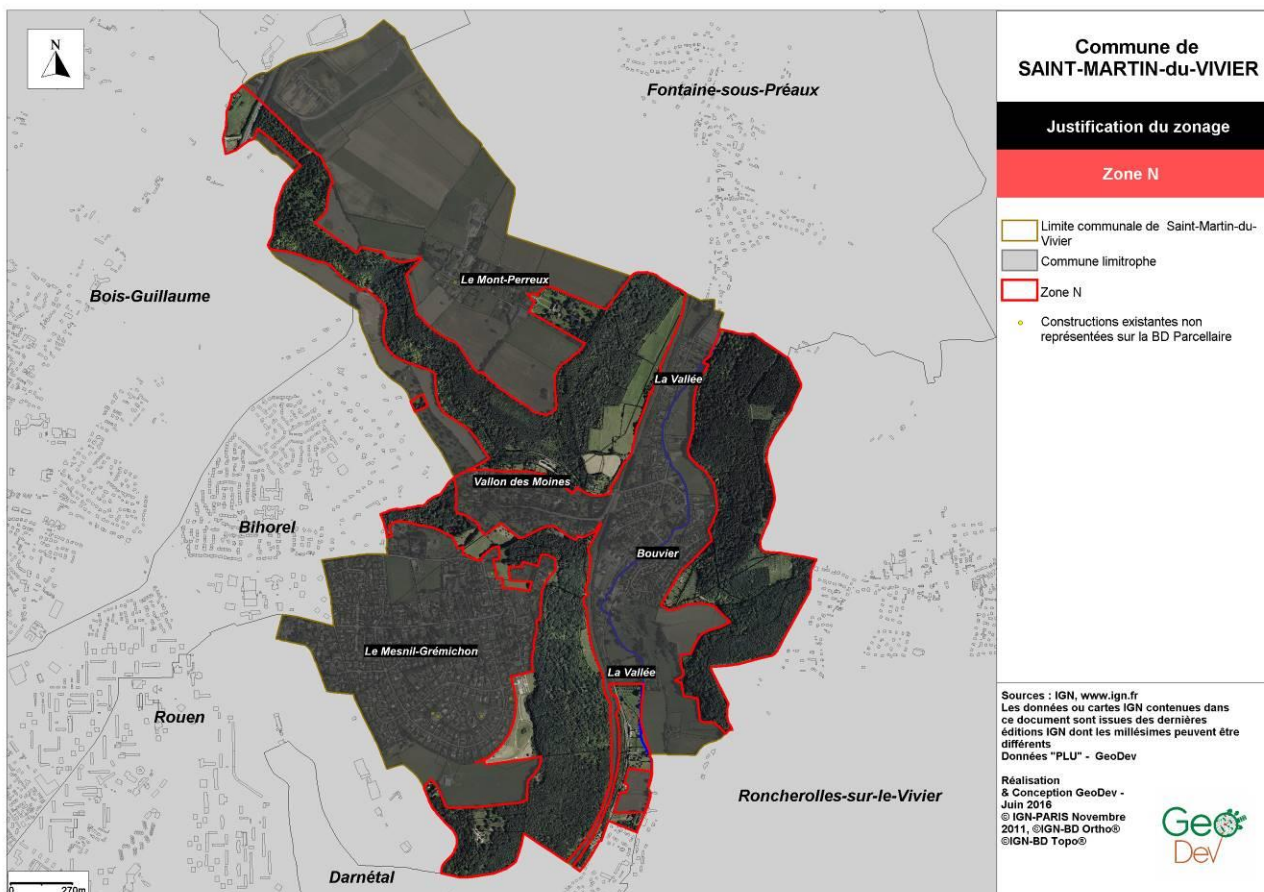 N
Fontaine-sous-Préaux
Bois-Guillaume
Le Mont-Perreux
La Vallée
Vallon des Moines
Bihorel
Bouvier
Le Mesnil-Grémichon
La Vallée
Rouen
Roncherolles-sur-le-Vivier
Darnétal
0 270m
Commune de
SAINT-MARTIN-du-VIVIER
Justification du zonage
Zone N
Limite communale de Saint-Martin-du-
Vivier
Commune limitrophe
Zone N
Constructions existantes non
représentées sur la BD Parcellaire
Sources : IGN, www.ign.fr
Les données ou cartes IGN contenues dans
ce document sont issues des dernières
éditions IGN dont les millésimes peuvent être
différents
Données "PLU" - GeoDev
Réalisation
& Conception GeoDev -
Juin 2016
© IGN-PARIS Novembre
2011, ©IGN-BD Ortho®
©IGN-BD Topo®
Geo
Dev